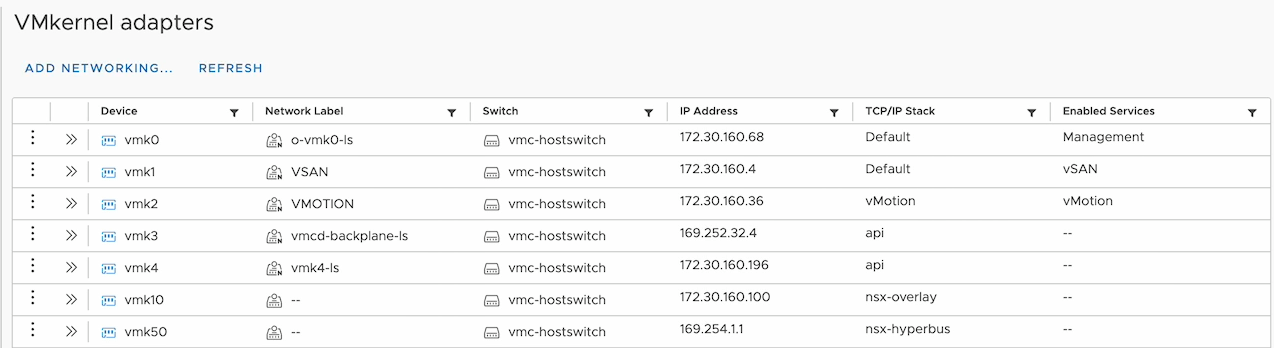 VMkernel adapters
ADD NETWORKING... REFRESH
Device Network Label Switch IP Address TCP/IP Stack Enabled Services
vmk0 o-vmk0-ls vmc-hostswitch 172.30.160.68 Default Management
vmk1 VSAN vmc-hostswitch 172.30.160.4 Default vSAN
vmk2 VMOTION vmc-hostswitch 172.30.160.36 vMotion vMotion
vmk3 vmcd-backplane-ls vmc-hostswitch 169.252.32.4 api --
vmk4 vmk4-ls vmc-hostswitch 172.30.160.196 api --
vmk10 -- vmc-hostswitch 172.30.160.100 nsx-overlay --
vmk50 -- vmc-hostswitch 169.254.1.1 nsx-hyperbus --